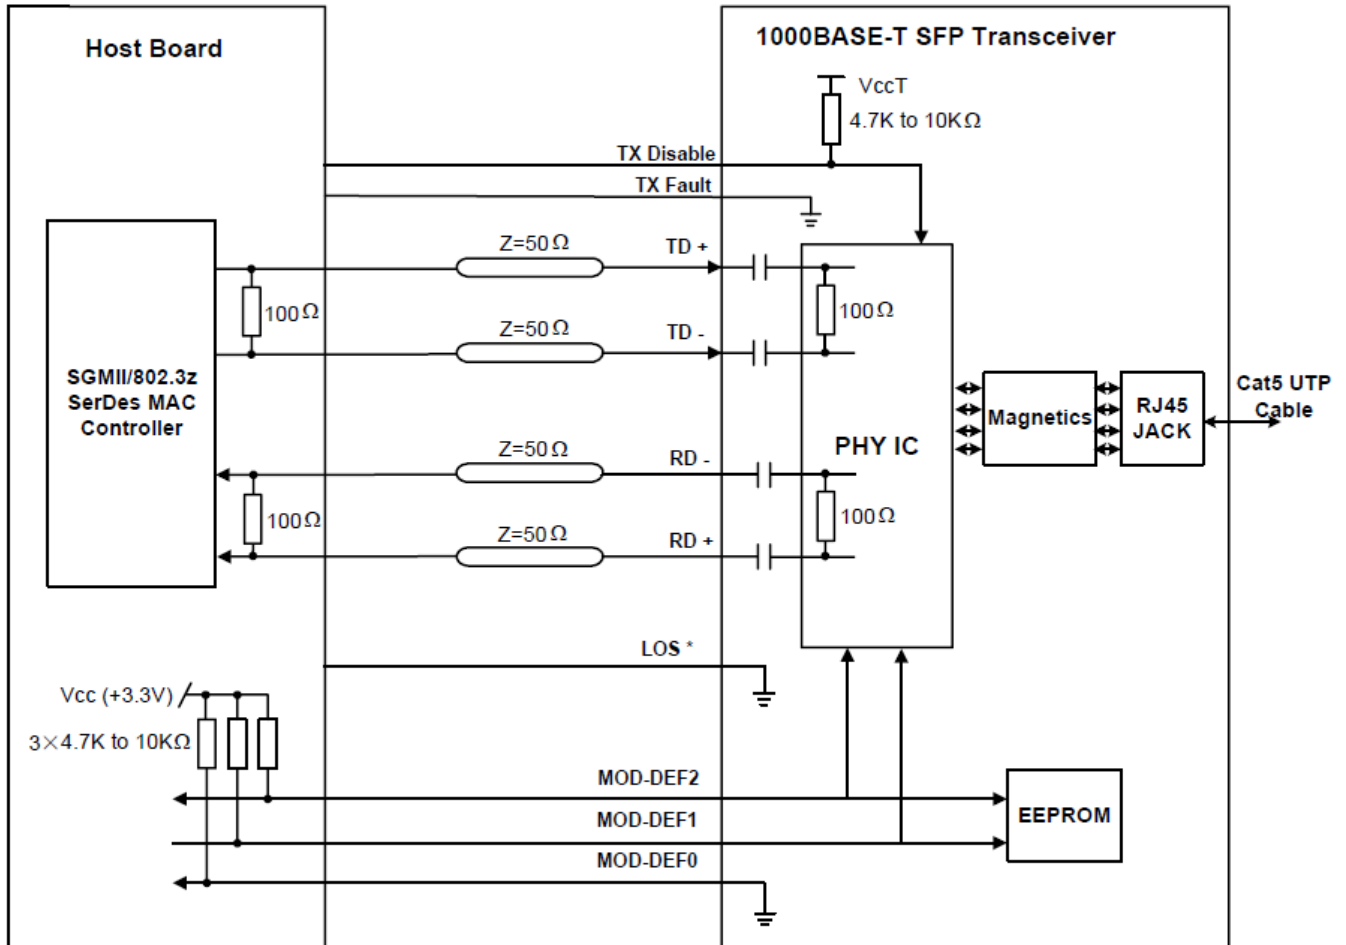 Host Board
1000BASE-T SFP Transceiver
VccT
4.7K to 10KΩ
TX Disable
TX Fault
Z=50Ω
TD +
100Ω
100Ω
Z=50Ω
TD -
SGMII/802.3z
SerDes MAC
Controller
Cat5 UTP
Cable
Magnetics
RJ45
JACK
PHY IC
Z=50Ω
RD -
100Ω
100Ω
Z=50Ω
RD +
LOS *
Vcc (+3.3V)
3×4.7K to 10KΩ
MOD-DEF2
MOD-DEF1
EEPROM
MOD-DEF0